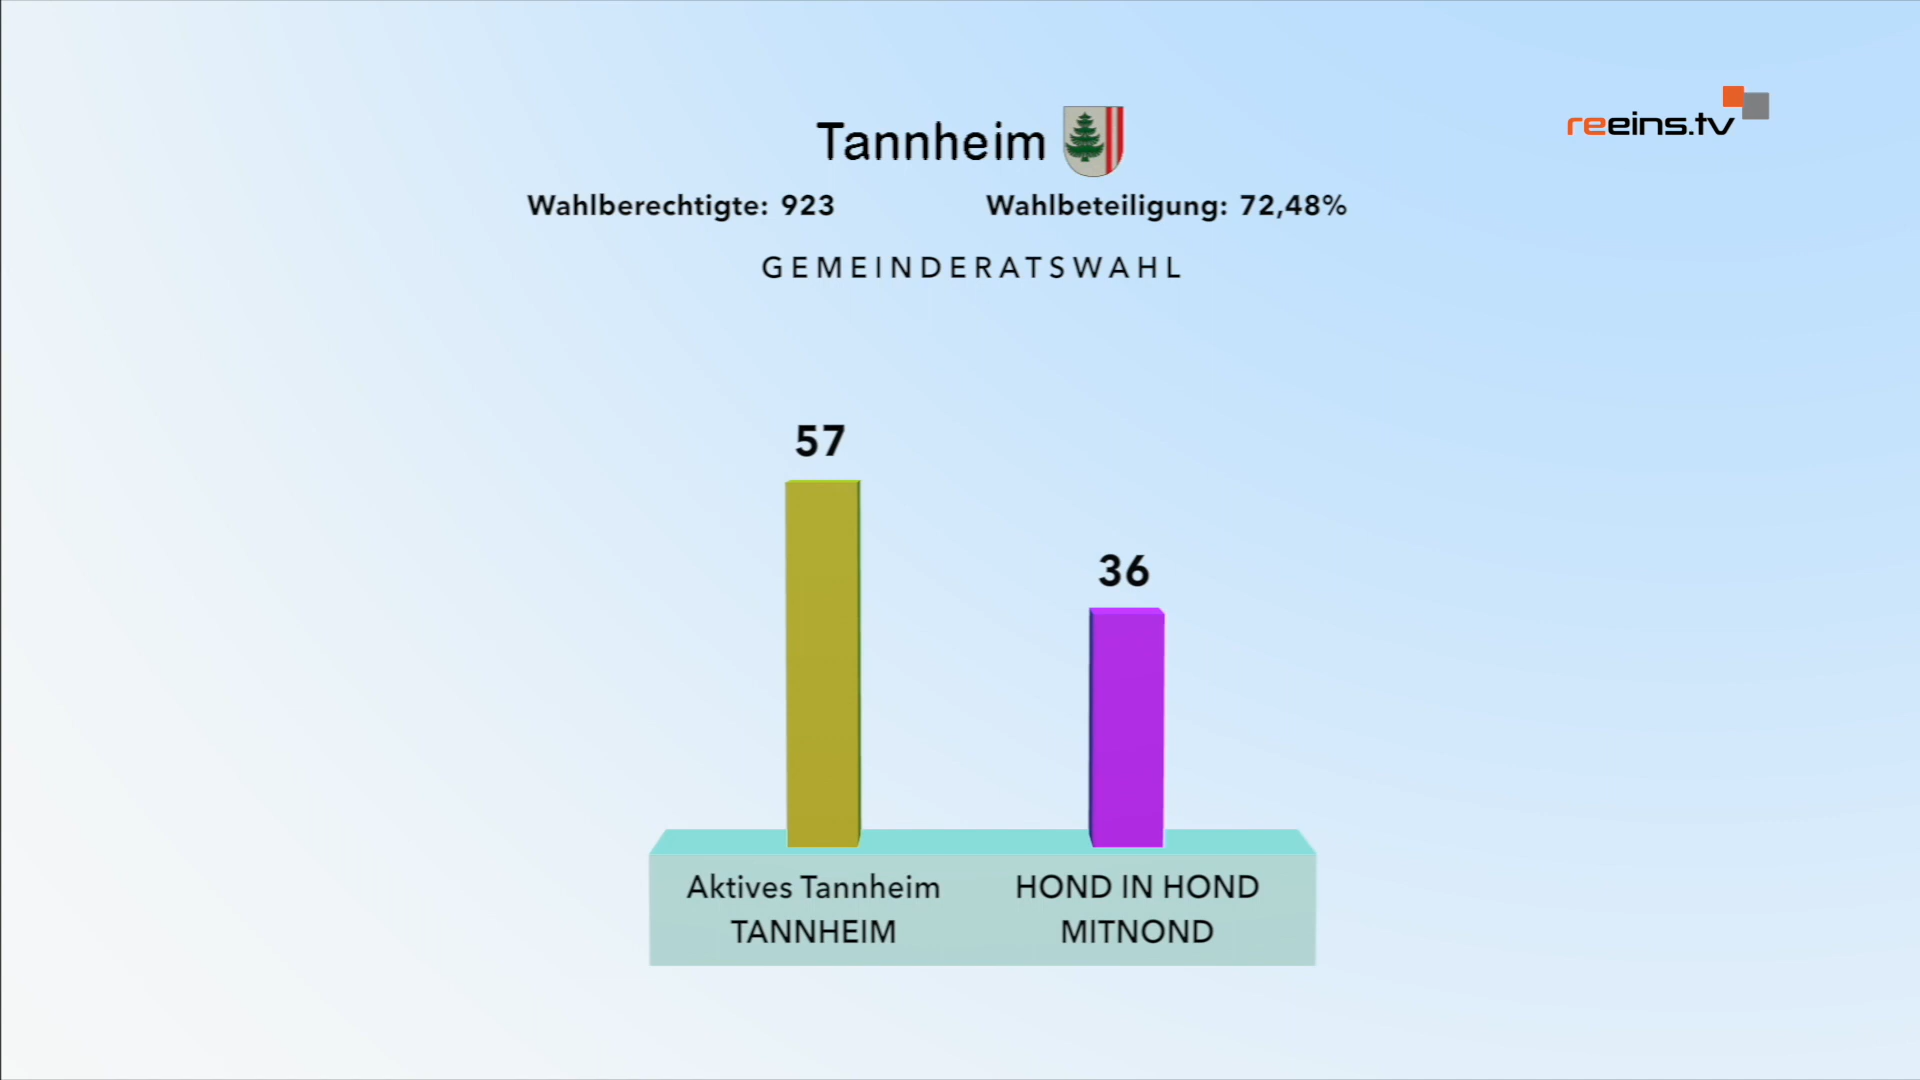 Tannheim
reeins.tv
Wahlberechtigte: 923 Wahlbeteiligung: 72,48%
GEMEINDERATSWAHL
57
36
Aktives Tannheim
TANNHEIM
HOND IN HOND
MITNOND